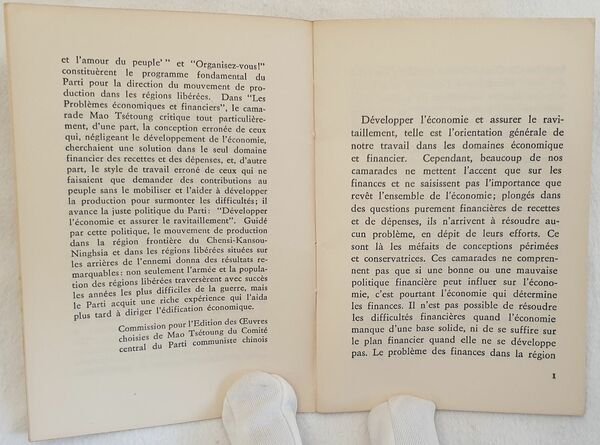 et l'amour du peuple'" et "Organisez-vous!"
constituèrent le programme fondamental du
Parti pour la direction du mouvement de pro-
duction dans les régions libérées. Dans "Les
Problèmes économiques et financiers", le cama-
rade Mao Tsétoung critique tout particulière-
ment, d'une part, la conception erronée de ceux
qui, négligeant le développement de l'économie,
cherchaient une solution dans le seul domaine
financier des recettes et des dépenses, et, d'autre
part, le style de travail erroné de ceux qui ne
faisaient que demander des contributions au
peuple sans le mobiliser et l'aider à développer
la production pour surmonter les difficultés; il
avance la juste politique du Parti: "Développer
l'économie et assurer le ravitaillement". Guidé
par cette politique, le mouvement de production
dans la région frontière du Chensi-Kansou-
Ninghsia et dans les régions libérées situées sur
les arrières de l'ennemi donna des résultats re-
marquables: non seulement l'armée et la popula-
tion des régions libérées traversèrent avec succès
les années les plus difficiles de la guerre, mais
le Parti acquit une riche expérience qui l'aida
plus tard à diriger l'édification économique.
Commission pour l'Edition des Œuvres
choisies de Mao Tsétoung du Comité
central du Parti communiste chinois
Développer l'économie et assurer le ravi-
taillement, telle est l'orientation générale de
notre travail dans les domaines économique
et financier. Cependant, beaucoup de nos
camarades ne mettent l'accent que sur les
finances et ne saisissent pas l'importance que
revêt l'ensemble de l'économie; plongés dans
des questions purement financières de recettes
et de dépenses, ils n'arrivent à résoudre au-
cun problème, en dépit de leurs efforts. Ce
sont là les méfaits de conceptions périmées
et conservatrices. Ces camarades ne compren-
nent pas que si une bonne ou une mauvaise
politique financière peut influer sur l'écono-
mie, c'est pourtant l'économie qui détermine
les finances. Il n'est pas possible de résoudre
les difficultés financières quand l'économie
manque d'une base solide, ni de se suffire sur
le plan financier quand elle ne se développe
pas. Le problème des finances dans la région
1